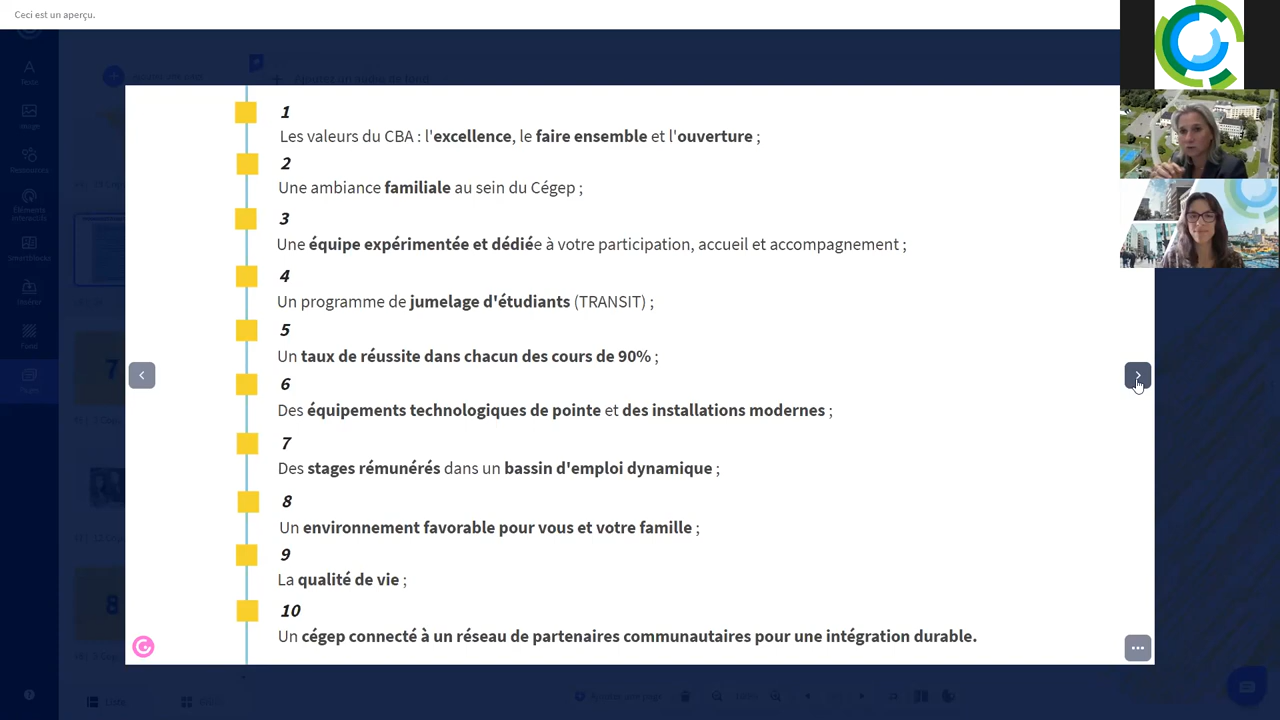 Ceci est un aperçu.
1
Les valeurs du CBA : l'excellence, le faire ensemble et l'ouverture ;
2
Une ambiance familiale au sein du Cégep ;
3
Une équipe expérimentée et dédiée à votre participation, accueil et accompagnement ;
4
Un programme de jumelage d'étudiants (TRANSIT) ;
5
Un taux de réussite dans chacun des cours de 90% ;
6
Des équipements technologiques de pointe et des installations modernes ;
7
Des stages rémunérés dans un bassin d'emploi dynamique ;
8
Un environnement favorable pour vous et votre famille ;
9
La qualité de vie ;
10
Un cégep connecté à un réseau de partenaires communautaires pour une intégration durable.
7
8